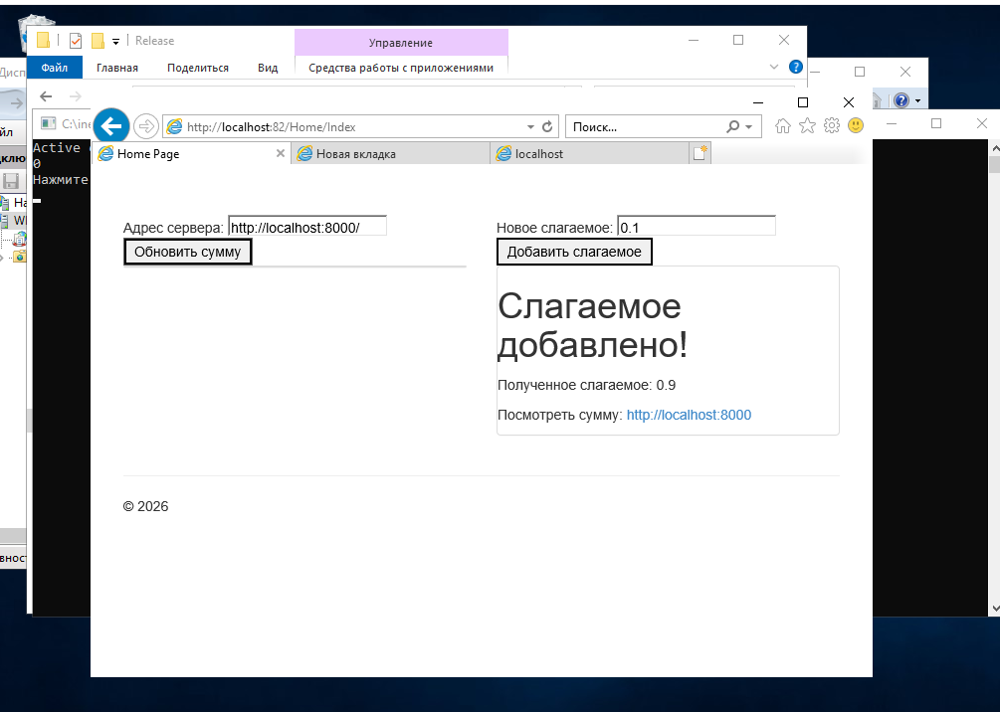 Release
Управление
Файл
Главная
Поделиться
Вид
Средства работы с приложениями
C:\ine
http://localhost:82/Home/Index
Поиск...
Home Page
Новая вкладка
localhost
Active
0
Нажмите
Адрес сервера: http://localhost:8000/
Обновить сумму
Новое слагаемое: 0.1
Добавить слагаемое
Слагаемое
добавлено!
Полученное слагаемое: 0.9
Посмотреть сумму: http://localhost:8000
© 2026